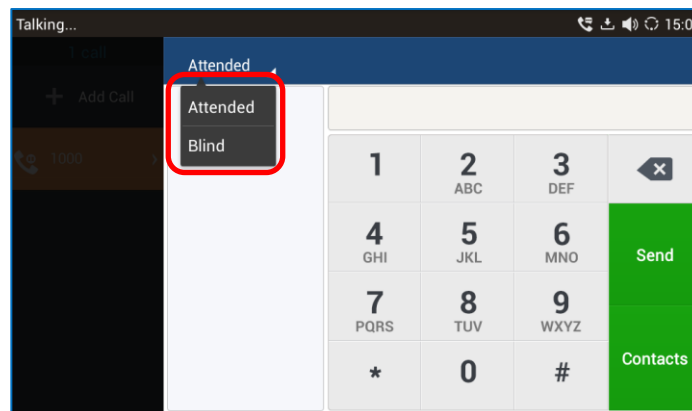 Talking...
15:0
1 call
Attended
+ Add Call
Attended
Blind
1000
1
2
ABC
3
DEF
4
GHI
5
JKL
6
MNO
Send
7
PQRS
8
TUV
9
WXYZ
*
0
#
Contacts